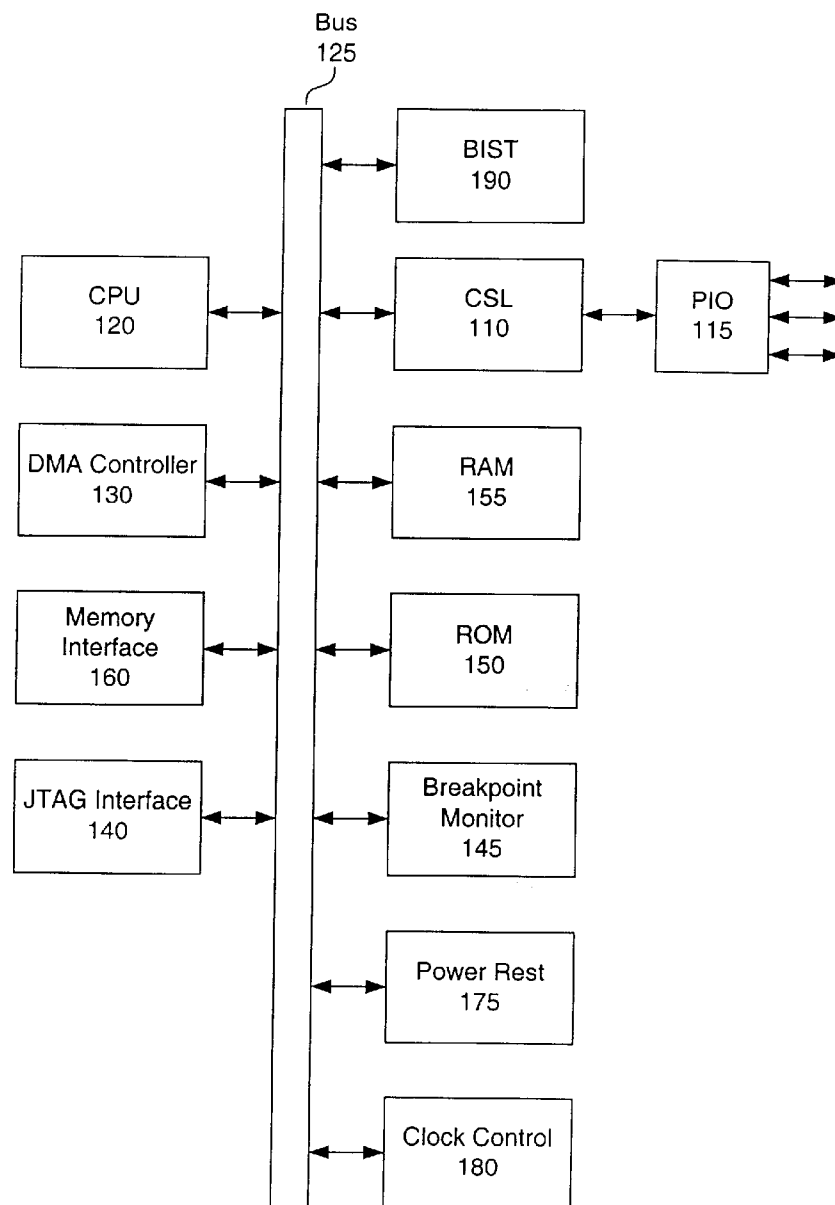 Bus
125
BIST
190
CPU
120
CSL
110
PIO
115
DMA Controller
130
RAM
155
Memory
Interface
160
ROM
150
JTAG Interface
140
Breakpoint
Monitor
145
Power Rest
175
Clock Control
180